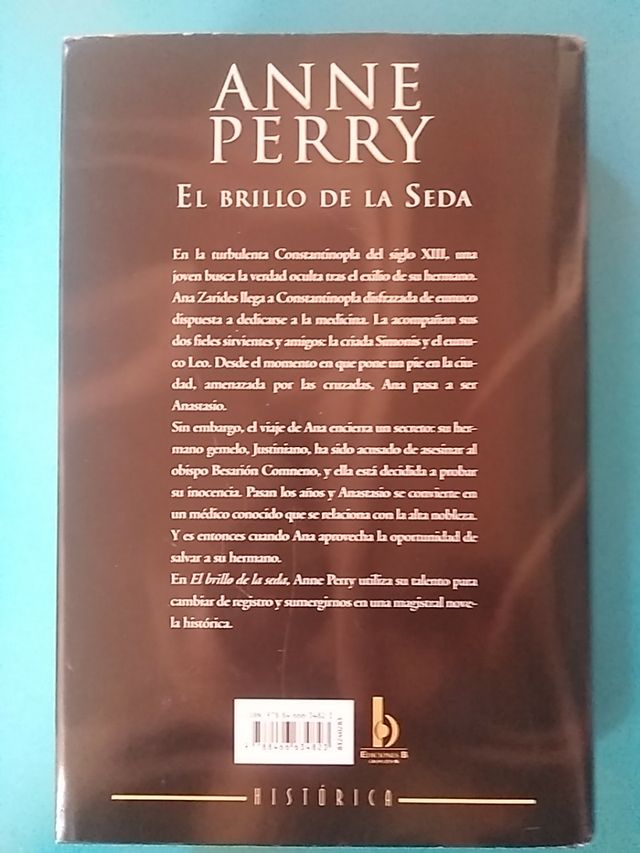 ANNE
PERRY
EL BRILLO DE LA SEDA
En la turbulenta Constantinopla del siglo XIII, una
joven busca la verdad oculta tras el exilio de su hermano.
Ana Zarides llega a Constantinopla disfrazada de eunuco
dispuesta a dedicarse a la medicina. La acompañan sus
dos fieles sirvientes y amigos: la criada Simonis y el eunu-
co Leo. Desde el momento en que pone un pie en la ciu-
dad, amenazada por las cruzadas, Ana pasa a ser
Anastasio.
Sin embargo, el viaje de Ana encierra un secreto: su her-
mano gemelo, Justiniano, ha sido acusado de asesinar al
obispo Besarión Comneno, y ella está decidida a probar
su inocencia. Pasan los años y Anastasio se convierte en
un médico conocido que se relaciona con la alta nobleza.
Y es entonces cuando Ana aprovecha la oportunidad de
salvar a su hermano.
En El brillo de la seda, Anne Perry utiliza su talento para
cambiar de registro y sumergirnos en una magistral nove-
la histórica.
9 788466 634823
EDICIONES B
HISTÓRICA